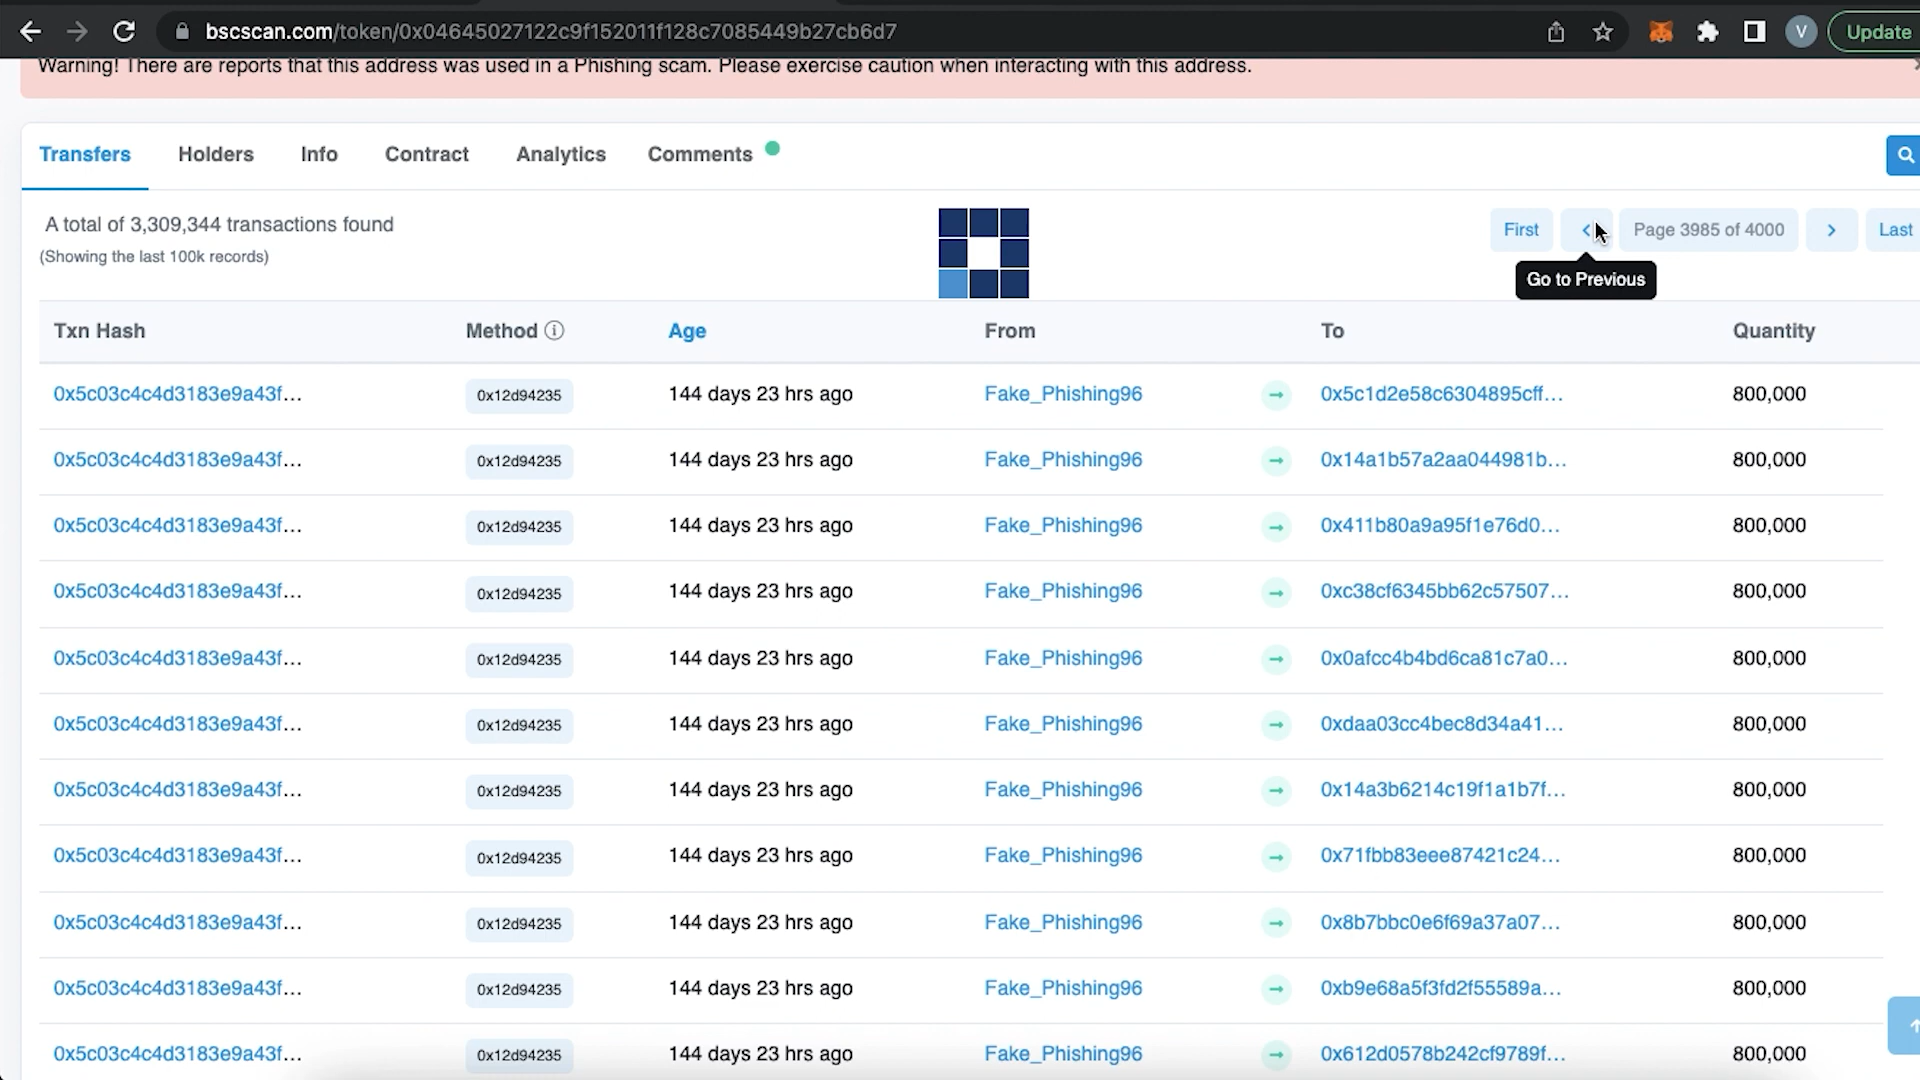 bscscan.com/token/0x04645027122c9f152011f128c7085449b27cb6d7
V
Update
Warning! There are reports that this address was used in a Phishing scam. Please exercise caution when interacting with this address.
Transfers Holders Info Contract Analytics Comments
A total of 3,309,344 transactions found
(Showing the last 100k records)
First Page 3985 of 4000 Last
Go to Previous
Txn Hash Method Age From To Quantity
0x5c03c4c4d3183e9a43f... 0x12d94235 144 days 23 hrs ago Fake_Phishing96 0x5c1d2e58c6304895cff... 800,000
0x5c03c4c4d3183e9a43f... 0x12d94235 144 days 23 hrs ago Fake_Phishing96 0x14a1b57a2aa044981b... 800,000
0x5c03c4c4d3183e9a43f... 0x12d94235 144 days 23 hrs ago Fake_Phishing96 0x411b80a9a95f1e76d0... 800,000
0x5c03c4c4d3183e9a43f... 0x12d94235 144 days 23 hrs ago Fake_Phishing96 0xc38cf6345bb62c57507... 800,000
0x5c03c4c4d3183e9a43f... 0x12d94235 144 days 23 hrs ago Fake_Phishing96 0x0afcc4b4bd6ca81c7a0... 800,000
0x5c03c4c4d3183e9a43f... 0x12d94235 144 days 23 hrs ago Fake_Phishing96 0xdaa03cc4bec8d34a41... 800,000
0x5c03c4c4d3183e9a43f... 0x12d94235 144 days 23 hrs ago Fake_Phishing96 0x14a3b6214c19f1a1b7f... 800,000
0x5c03c4c4d3183e9a43f... 0x12d94235 144 days 23 hrs ago Fake_Phishing96 0x71fbb83eee87421c24... 800,000
0x5c03c4c4d3183e9a43f... 0x12d94235 144 days 23 hrs ago Fake_Phishing96 0x8b7bbc0e6f69a37a07... 800,000
0x5c03c4c4d3183e9a43f... 0x12d94235 144 days 23 hrs ago Fake_Phishing96 0xb9e68a5f3fd2f55589a... 800,000
0x5c03c4c4d3183e9a43f... 0x12d94235 144 days 23 hrs ago Fake_Phishing96 0x612d0578b242cf9789f... 800,000